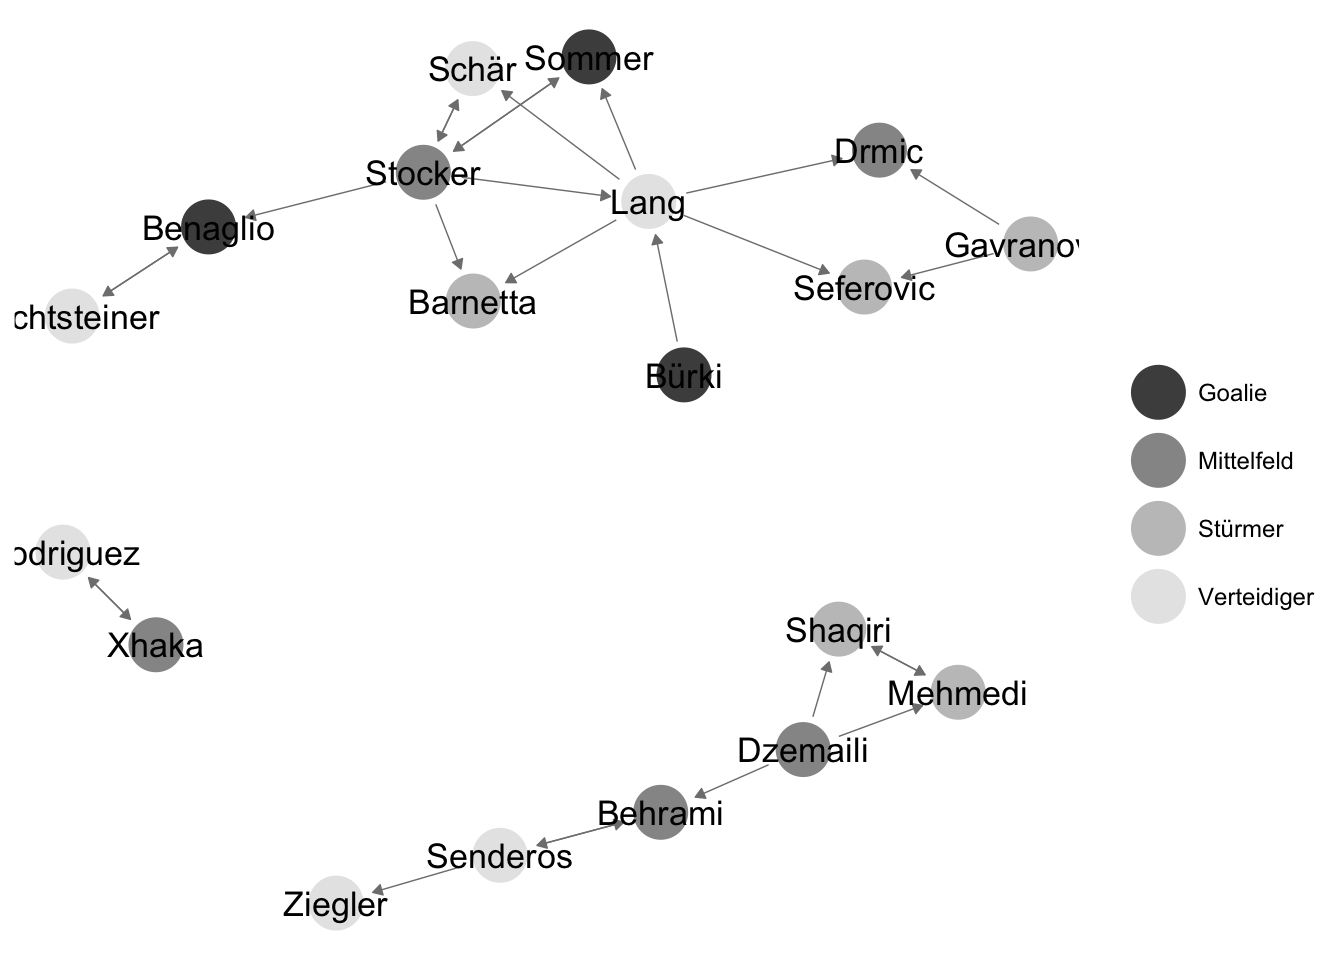 Schär
Sommer
Drmic
Stocker
Lang
Benaglio
Gavranov
Seferovic
Barnetta
chtsteiner
Bürki
Goalie
Mittelfeld
Stürmer
Verteidiger
odriguez
Xhaka
Shaqiri
Mehmedi
Dzemaili
Behrami
Senderos
Ziegler